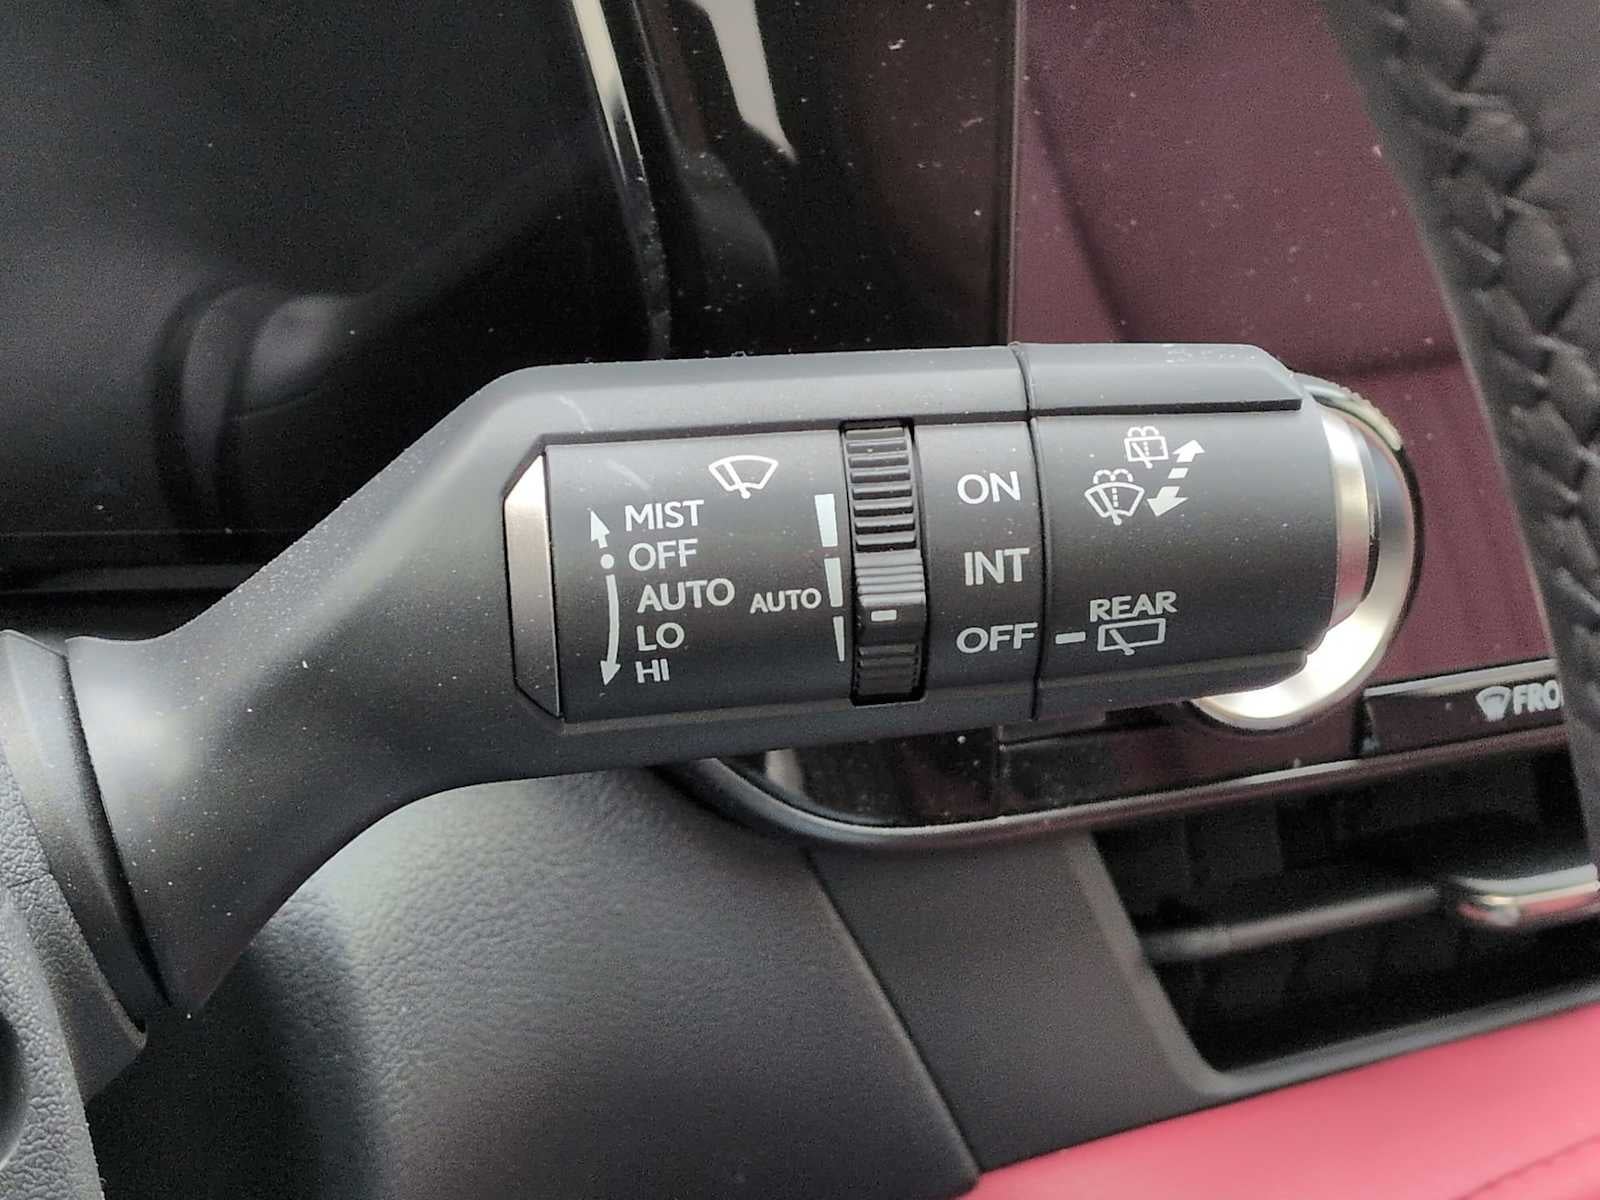 MIST
OFF
AUTO
LO
HI
AUTO
ON
INT
OFF
REAR